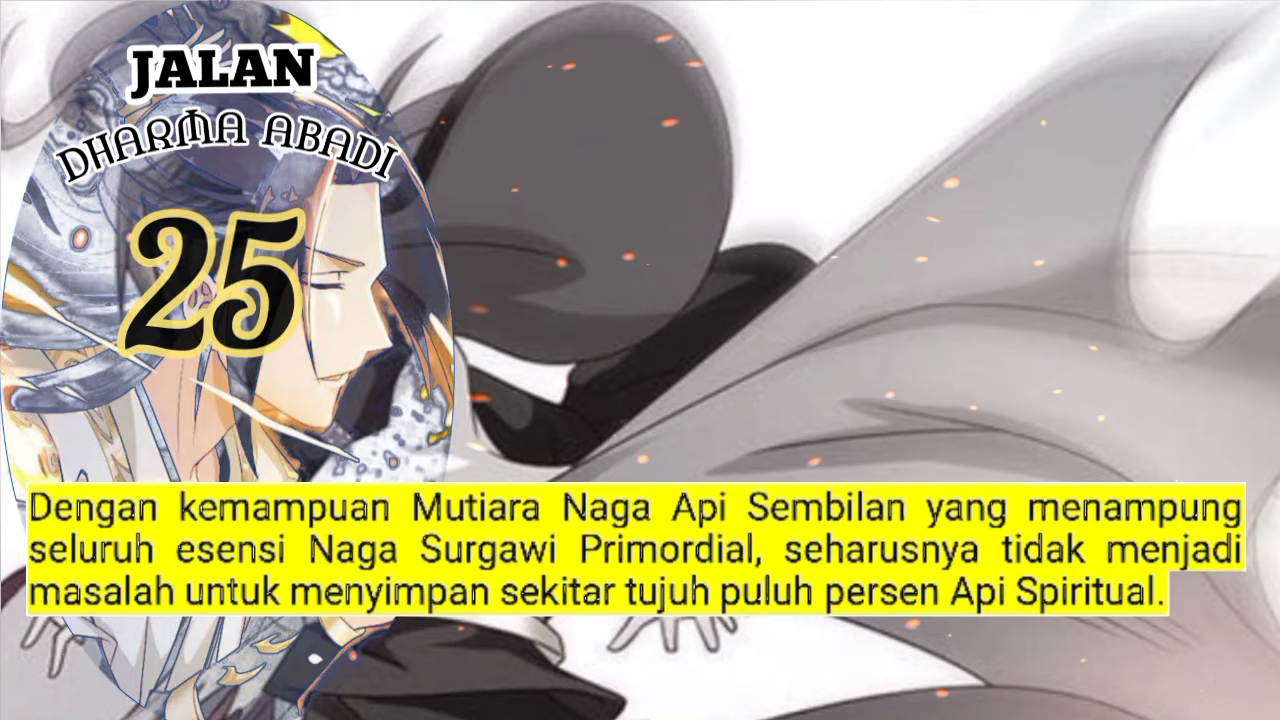 JALAN
DHARMA ABADI
25
Dengan kemampuan Mutiara Naga Api Sembilan yang menampung
seluruh esensi Naga Surgawi Primordial, seharusnya tidak menjadi
masalah untuk menyimpan sekitar tujuh puluh persen Api Spiritual.